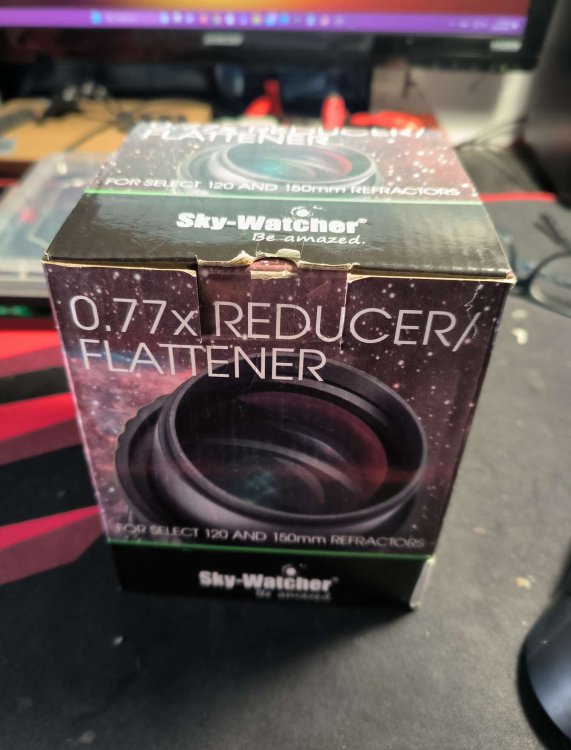 REDUCER/
FLATTENER
FOR SELECT 120 AND 150mm REFRACTORS
Sky-Watcher®
Be amazed.
0.77x REDUCER/
FLATTENER
FOR SELECT 120 AND 150mm REFRACTORS
Sky-Watcher®
Be amazed.